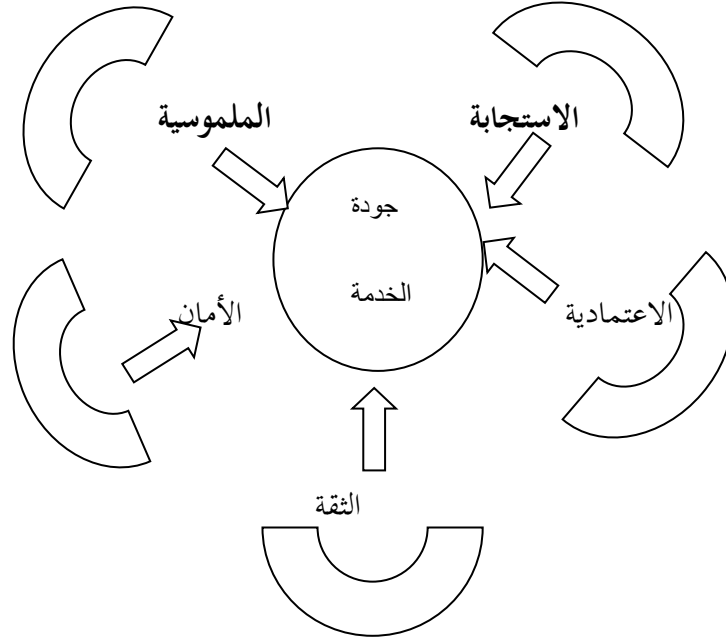 الاستجابة
الملموسية
جودة
الخدمة
الاعتمادية
الأمان
الثقة